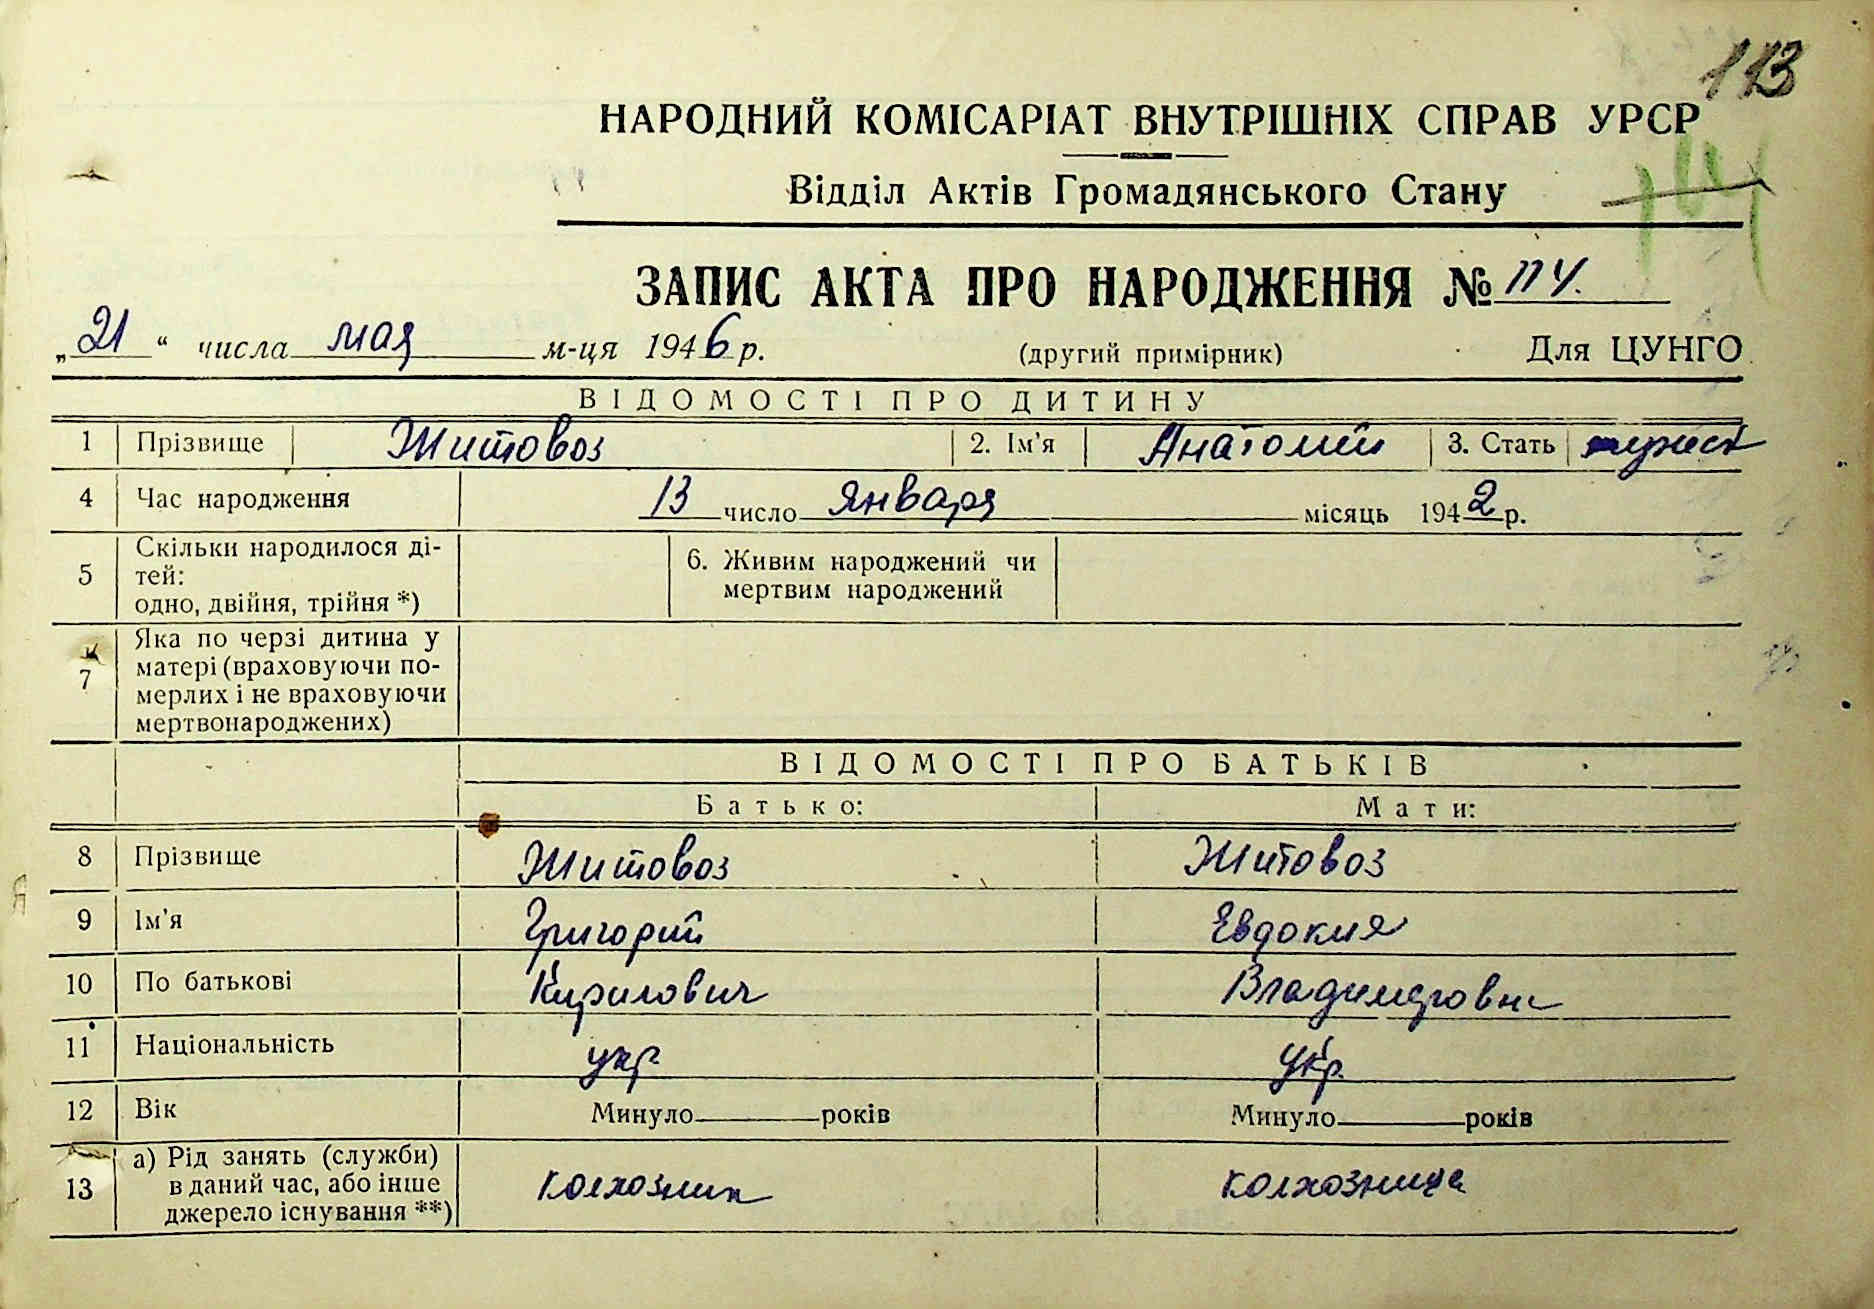 113
НАРОДНИЙ КОМІСАРІАТ ВНУТРІШНІХ СПРАВ УРСР
Відділ Актів Громадянського Стану
ЗАПИС АКТА ПРО НАРОДЖЕННЯ № 114.
„21“ числа мая м-ця 1946 р. (другий примірник) Для ЦУНГО
ВІДОМОСТІ ПРО ДИТИНУ
1 Прізвище Житовоз 2. Ім'я Анатолий 3. Стать мужск
4 Час народження 13 число января місяць 1942 р.
5 Скільки народилося ді-
тей:
одно, двійня, трійня *)
6. Живим народжений чи
мертвим народжений
7 Яка по черзі дитина у
матері (враховуючи по-
мерлих і не враховуючи
мертвонароджених)
ВІДОМОСТІ ПРО БАТЬКІВ
Батько: Мати:
8 Прізвище Житовоз Житовоз
9 Ім'я Григорий Евдокия
10 По батькові Кирилович Владимировна
11 Національність укр укр
12 Вік Минуло років Минуло років
13 а) Рід занять (служби)
в даний час, або інше
джерело існування **)
колхозник колхозница